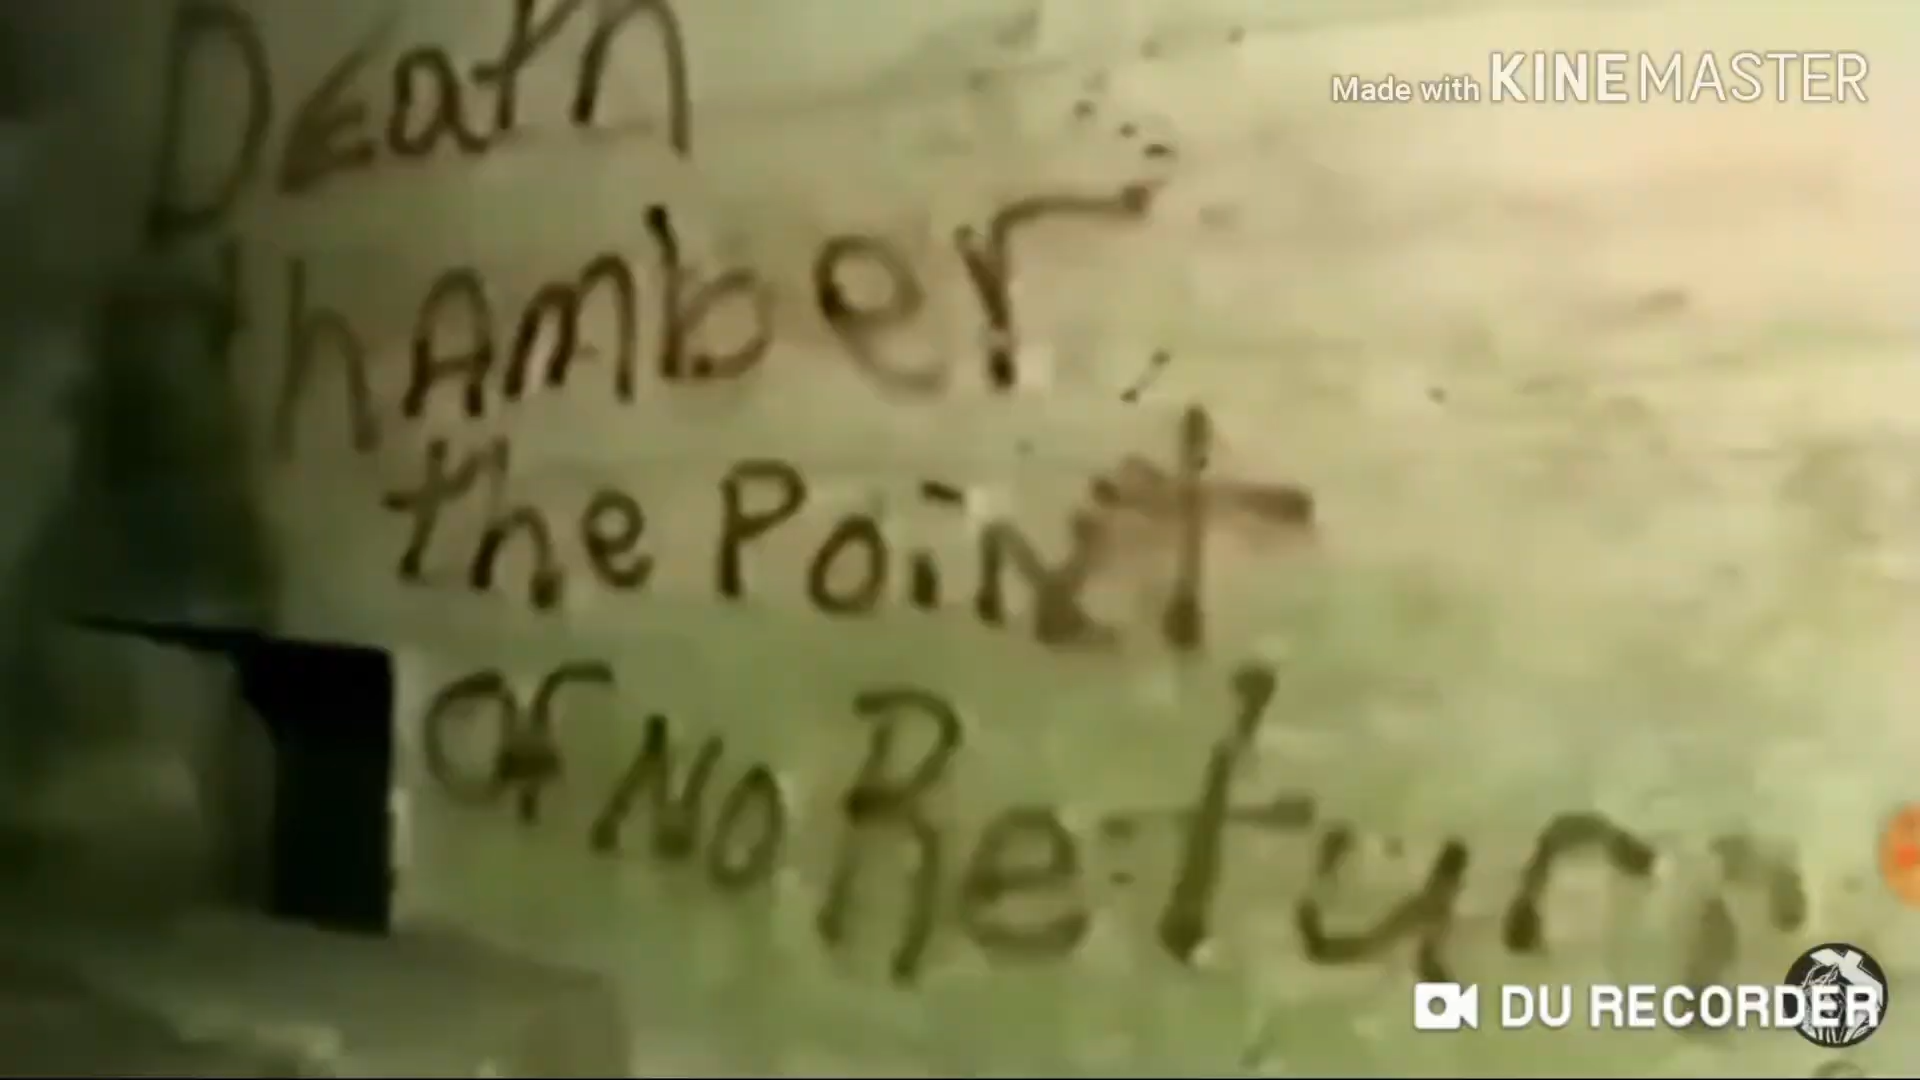 Death
hAmber
the Point
of No Return
Made with KINEMASTER
DU RECORDER